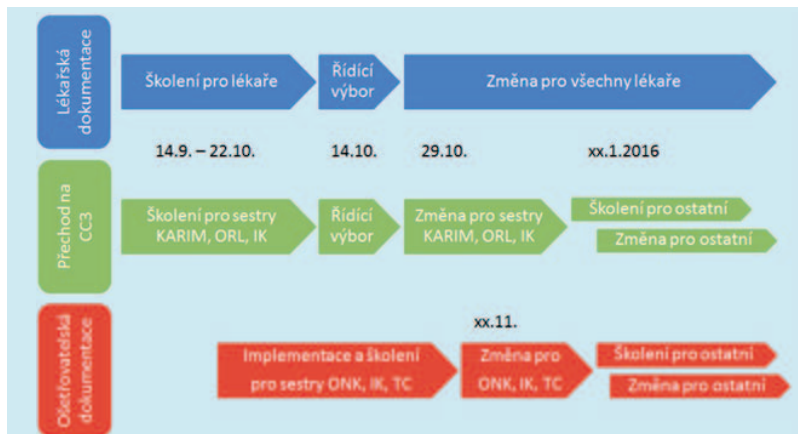 Lékařská
dokumentace
Školení pro lékaře
Řídící
výbor
Změna pro všechny lékaře
14.9. – 22.10.
14.10.
29.10.
xx.1.2016
Přechod na
CC3
Školení pro sestry
KARIM, ORL, IK
Řídící
výbor
Změna pro sestry
KARIM, ORL, IK
Školení pro ostatní
Změna pro ostatní
Ošetřovatelská
dokumentace
xx.11.
Implementace a školení
pro sestry ONK, IK, TC
Změna pro
ONK, IK, TC
Školení pro ostatní
Změna pro ostatní